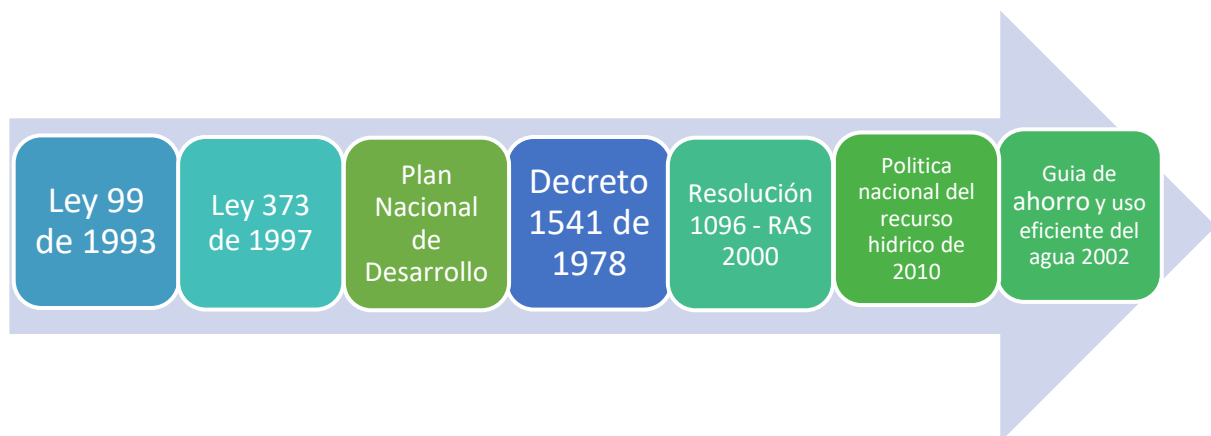 Ley 99
de 1993
Ley 373
de 1997
Plan
Nacional
de
Desarrollo
Decreto
1541 de
1978
Resolución
1096 - RAS
2000
Politica
nacional del
recurso
hidrico de
2010
Guia de
ahorro y uso
eficiente del
agua 2002